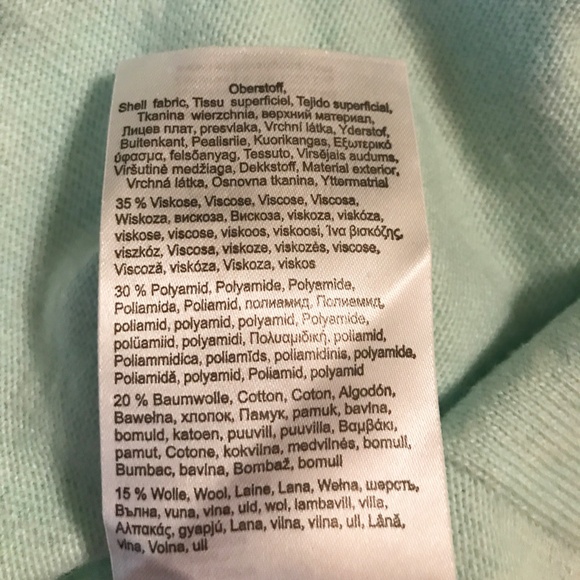 Oberstoff,
Shell fabric, Tissu superficiel, Tejido superficial,
Tkanina wierzchnia, верхний материал,
Лицев плат, presvlaka, Vrchní látka, Yderstof,
Buitenkant, Pealisriie, Kuorikangas, Εξωτερικό
ύφασμα, felsőanyag, Tessuto, Virsējais audums,
Viršutinė medžiaga, Dekkstoff, Material exterior,
Vrchná látka, Osnovna tkanina, Yttermatrial
35 % Viskose, Viscose, Viscose, Viscosa,
Wiskoza, вискоза, Вискоза, viskoza, viskóza,
viskose, viscose, viskoos, viskoosi, Ίνα βισκόζης,
viszkóz, Viscosa, viskoze, viskozės, viscose,
Viscoză, viskóza, Viskoza, viskos
30 % Polyamid, Polyamide, Polyamide,
Poliamida, Poliamid, полиамид, Полиемид,
poliamid, polyamid, polyamid, Polyamide,
polüamiid, polyamidi, Πολυαμιδική, poliamid,
Poliammidica, poliamīds, poliamidinis, polyamide,
Poliamidă, polyamid, Poliamid, polyamid
20 % Baumwolle, Cotton, Coton, Algodón,
Bawełna, хлопок, Памук, pamuk, bavlna,
bomuld, katoen, puuvill, puuvilla, Βαμβάκι,
pamut, Cotone, kokvilna, medvilnės, bomull,
Bumbac, bavlna, Bombaž, bomull
15 % Wolle, Wool, Laine, Lana, Wełna, шерсть,
Вълна, vuna, vlna, uld, wol, lambavill, villa,
Αλπακάς, gyapjú, Lana, vilna, vilna, ull, Lână,
vlna, Volna, ull